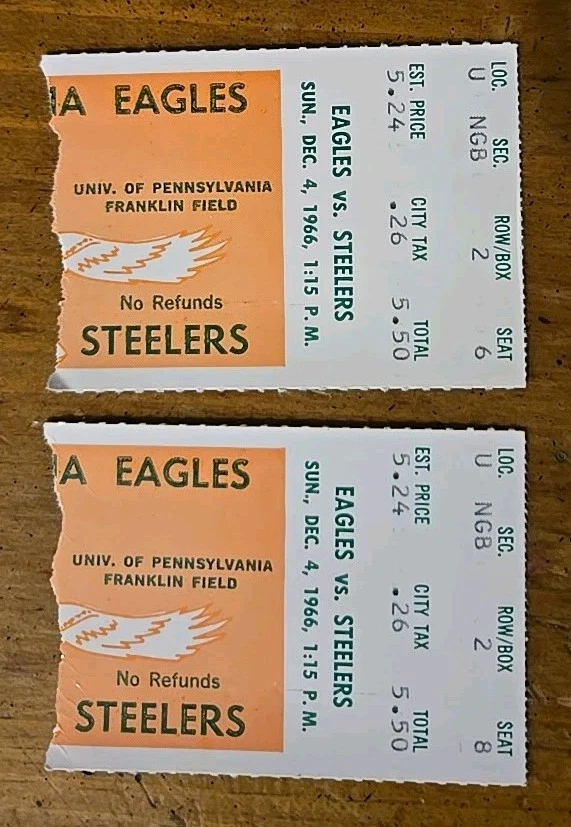 IA EAGLES
UNIV. OF PENNSYLVANIA
FRANKLIN FIELD
No Refunds
STEELERS
EAGLES vs. STEELERS
SUN., DEC. 4, 1966, 1:15 P.M.
LOC. SEC. ROW/BOX SEAT
U NGB 2 6
EST. PRICE CITY TAX TOTAL
5.24 .26 5.50
IA EAGLES
UNIV. OF PENNSYLVANIA
FRANKLIN FIELD
No Refunds
STEELERS
EAGLES vs. STEELERS
SUN., DEC. 4, 1966, 1:15 P.M.
LOC. SEC. ROW/BOX SEAT
U NGB 2 8
EST. PRICE CITY TAX TOTAL
5.24 .26 5.50